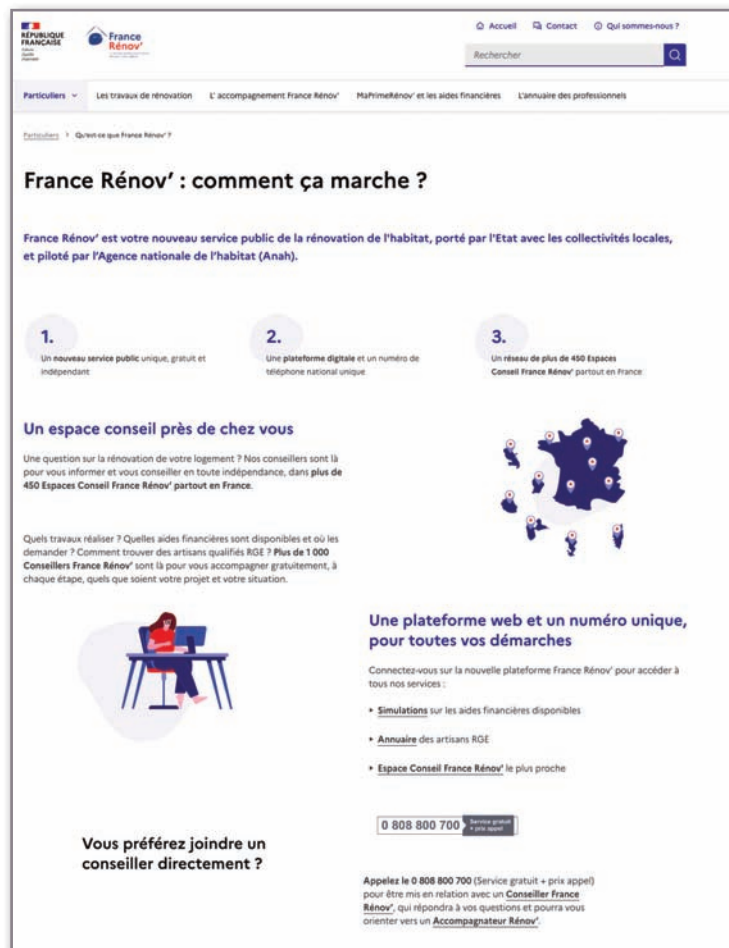 RÉPUBLIQUE
FRANÇAISE
France
Rénov'
Accueil
Contact
Qui sommes-nous ?
Rechercher
Particuliers
Les travaux de rénovation
L' accompagnement France Rénov'
MaPrimeRénov' et les aides financières
L'annuaire des professionnels
Particuliers > Qu'est-ce que France Rénov' ?
France Rénov' : comment ça marche ?
France Rénov' est votre nouveau service public de la rénovation de l'habitat, porté par l'Etat avec les collectivités locales,
et piloté par l'Agence nationale de l'habitat (Anah).
1.
Un nouveau service public unique, gratuit et
indépendant
2.
Une plateforme digitale et un numéro de
téléphone national unique
3.
Un réseau de plus de 450 Espaces
Conseil France Rénov' partout en France
Un espace conseil près de chez vous
Une question sur la rénovation de votre logement ? Nos conseillers sont là
pour vous informer et vous conseiller en toute indépendance, dans plus de
450 Espaces Conseil France Rénov' partout en France.
Quels travaux réaliser ? Quelles aides financières sont disponibles et où les
demander ? Comment trouver des artisans qualifiés RGE ? Plus de 1 000
Conseillers France Rénov' sont là pour vous accompagner gratuitement, à
chaque étape, quels que soient votre projet et votre situation.
Une plateforme web et un numéro unique,
pour toutes vos démarches
Connectez-vous sur la nouvelle plateforme France Rénov' pour accéder à
tous nos services :
Simulations sur les aides financières disponibles
Annuaire des artisans RGE
Espace Conseil France Rénov' le plus proche
0 808 800 700
Service gratuit
+ prix appel
Vous préférez joindre un
conseiller directement ?
Appelez le 0 808 800 700 (Service gratuit + prix appel)
pour être mis en relation avec un Conseiller France
Rénov', qui répondra à vos questions et pourra vous
orienter vers un Accompagnateur Rénov'.